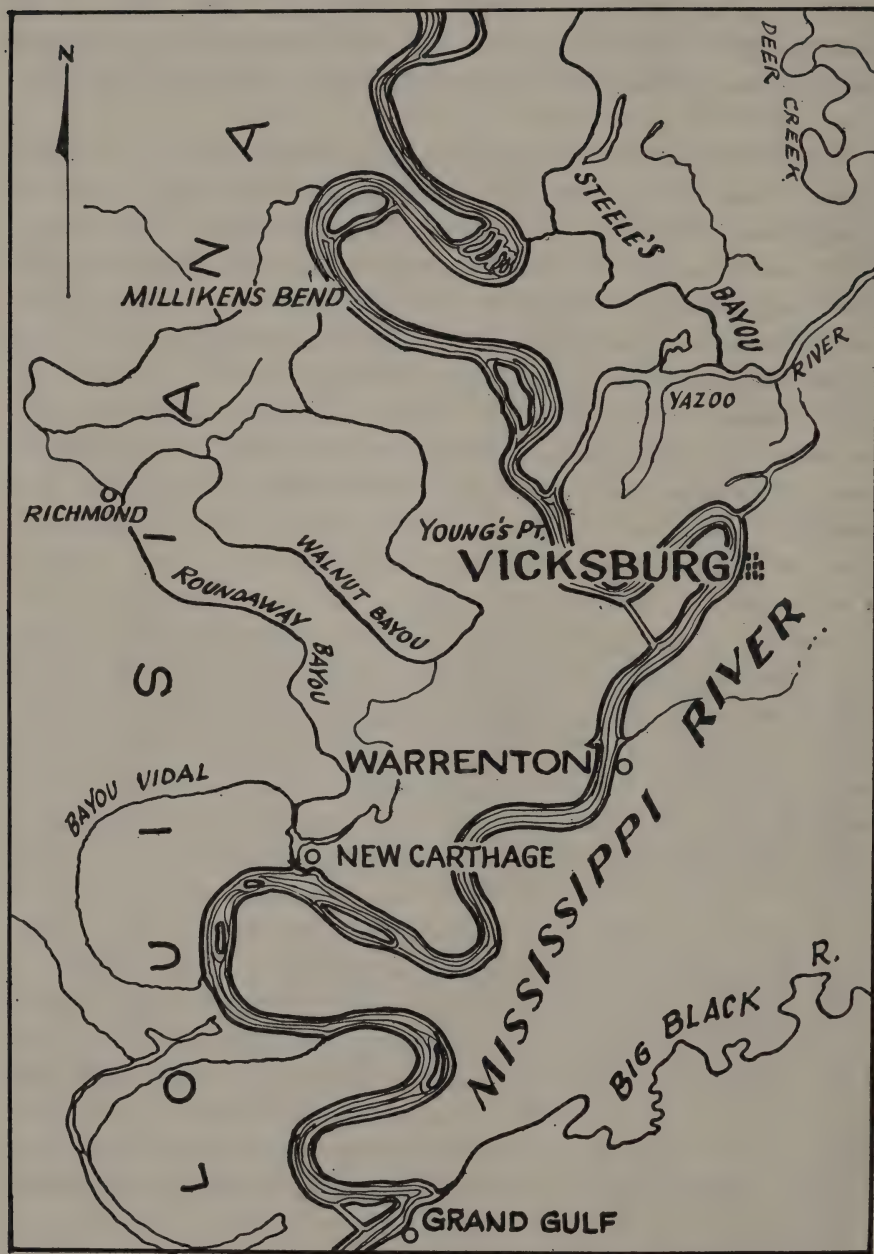 N
DEER CREEK
STEELE'S
BAYOU
MILLIKENS BEND
RIVER
YAZOO
RICHMOND
YOUNG'S PT.
VICKSBURG
WALNUT BAYOU
ROUNDAWAY
BAYOU
WARRENTON
BAYOU VIDAL
NEW CARTHAGE
MISSISSIPPI RIVER
BIG BLACK R.
GRAND GULF
LOUISIANA